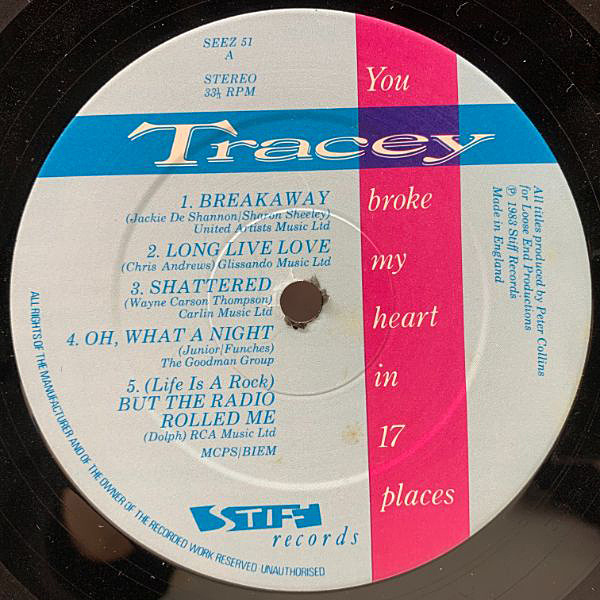 SEEZ 51
A
STEREO
33⅓ RPM
You
Tracey
broke
my
heart
in
17
places
1. BREAKAWAY
(Jackie De Shannon/Sharon Sheeley)
United Artists Music Ltd
2. LONG LIVE LOVE
(Chris Andrews) Glissando Music Ltd
3. SHATTERED
(Wayne Carson Thompson)
Carlin Music Ltd
4. OH, WHAT A NIGHT
(Junior/Funches)
The Goodman Group
5. (Life Is A Rock)
BUT THE RADIO
ROLLED ME
(Dolph) RCA Music Ltd
MCPS/BIEM
All titles produced by Peter Collins
for Loose End Productions
℗ 1983 Stiff Records
Made in England
STIFF
records
ALL RIGHTS OF THE MANUFACTURER AND OF THE OWNER OF THE RECORDED WORK RESERVED UNAUTHORISED